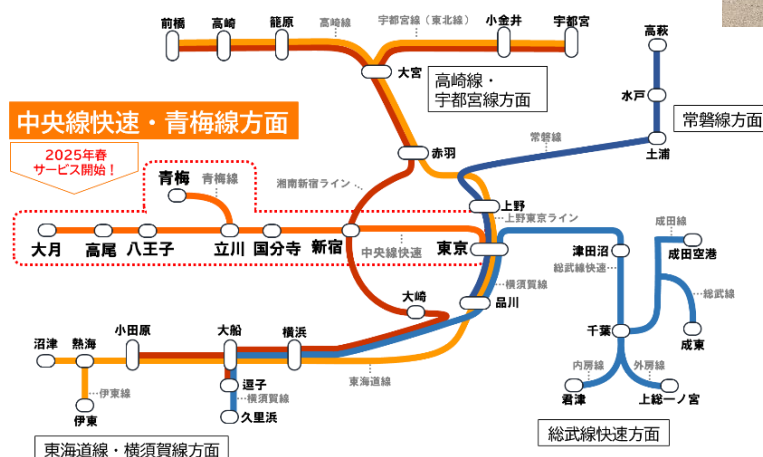 前橋
高崎
籠原
高崎線
宇都宮線（東北線）
小金井
宇都宮
高萩
大宮
高崎線・
宇都宮線方面
水戸
常磐線方面
中央線快速・青梅線方面
2025年春
サービス開始！
赤羽
常磐線
土浦
青梅
青梅線
湘南新宿ライン
上野
上野東京ライン
成田線
大月
高尾
八王子
立川
国分寺
新宿
中央線快速
東京
津田沼
成田空港
総武線快速
横須賀線
総武線
大崎
品川
沼津
熱海
小田原
大船
横浜
千葉
成東
伊東線
逗子
東海道線
内房線
外房線
伊東
横須賀線
久里浜
君津
上総一ノ宮
東海道線・横須賀線方面
総武線快速方面